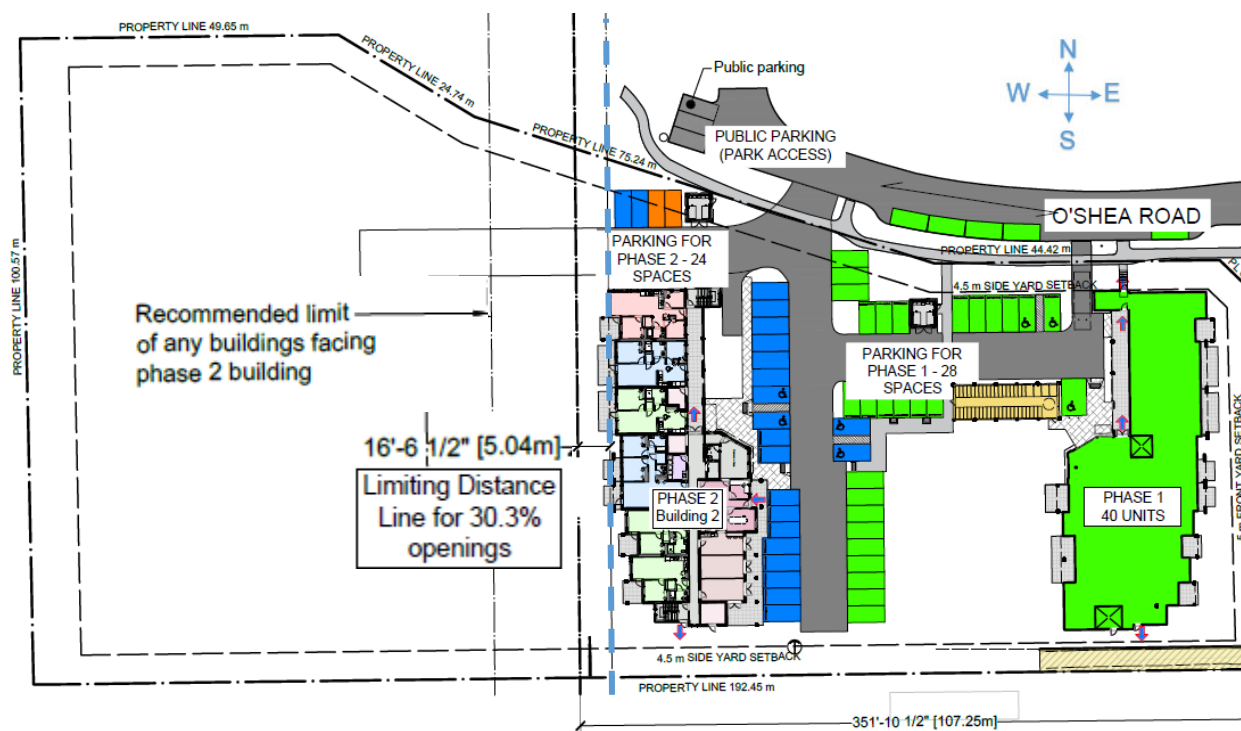 PROPERTY LINE 49.65 m
PROPERTY LINE 24.74 m
PROPERTY LINE 75.24 m
Public parking
PUBLIC PARKING
(PARK ACCESS)
N
W
E
S
O'SHEA ROAD
PROPERTY LINE 44.42 m
4.5 m SIDE YARD SETBACK
PARKING FOR
PHASE 2 - 24
SPACES
PROPERTY LINE 100.57 m
Recommended limit
of any buildings facing
phase 2 building
PARKING FOR
PHASE 1 - 28
SPACES
16'-6 1/2" [5.04m]
Limiting Distance
Line for 30.3%
openings
PHASE 2
Building 2
PHASE 1
40 UNITS
5 m FRONT YARD SETBACK
4.5 m SIDE YARD SETBACK
PROPERTY LINE 192.45 m
351'-10 1/2" [107.25m]